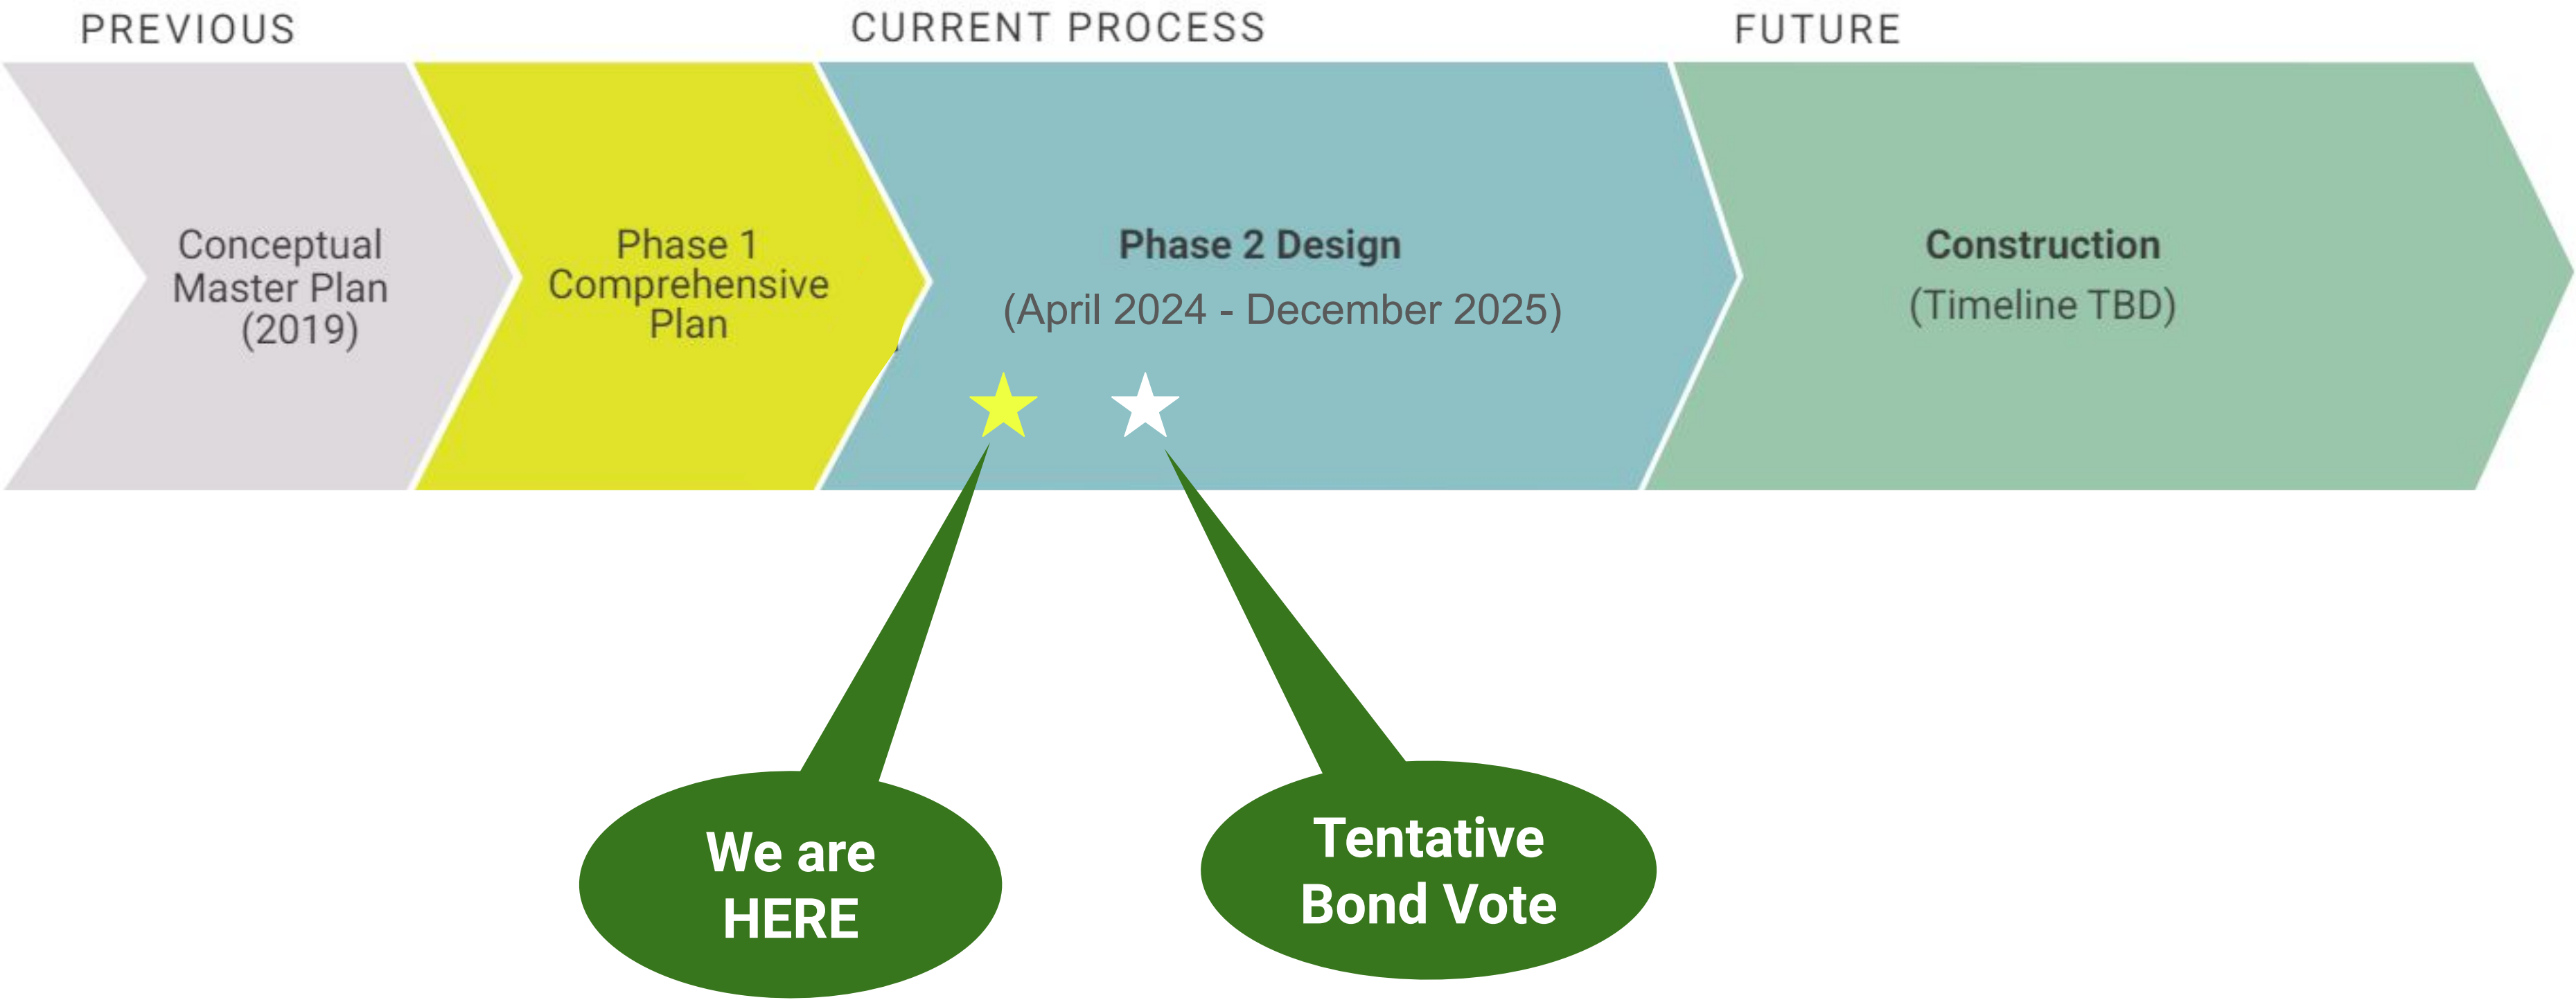 PREVIOUS
CURRENT PROCESS
FUTURE
Conceptual
Master Plan
(2019)
Phase 1
Comprehensive
Plan
Phase 2 Design
(April 2024 - December 2025)
Construction
(Timeline TBD)
We are
HERE
Tentative
Bond Vote